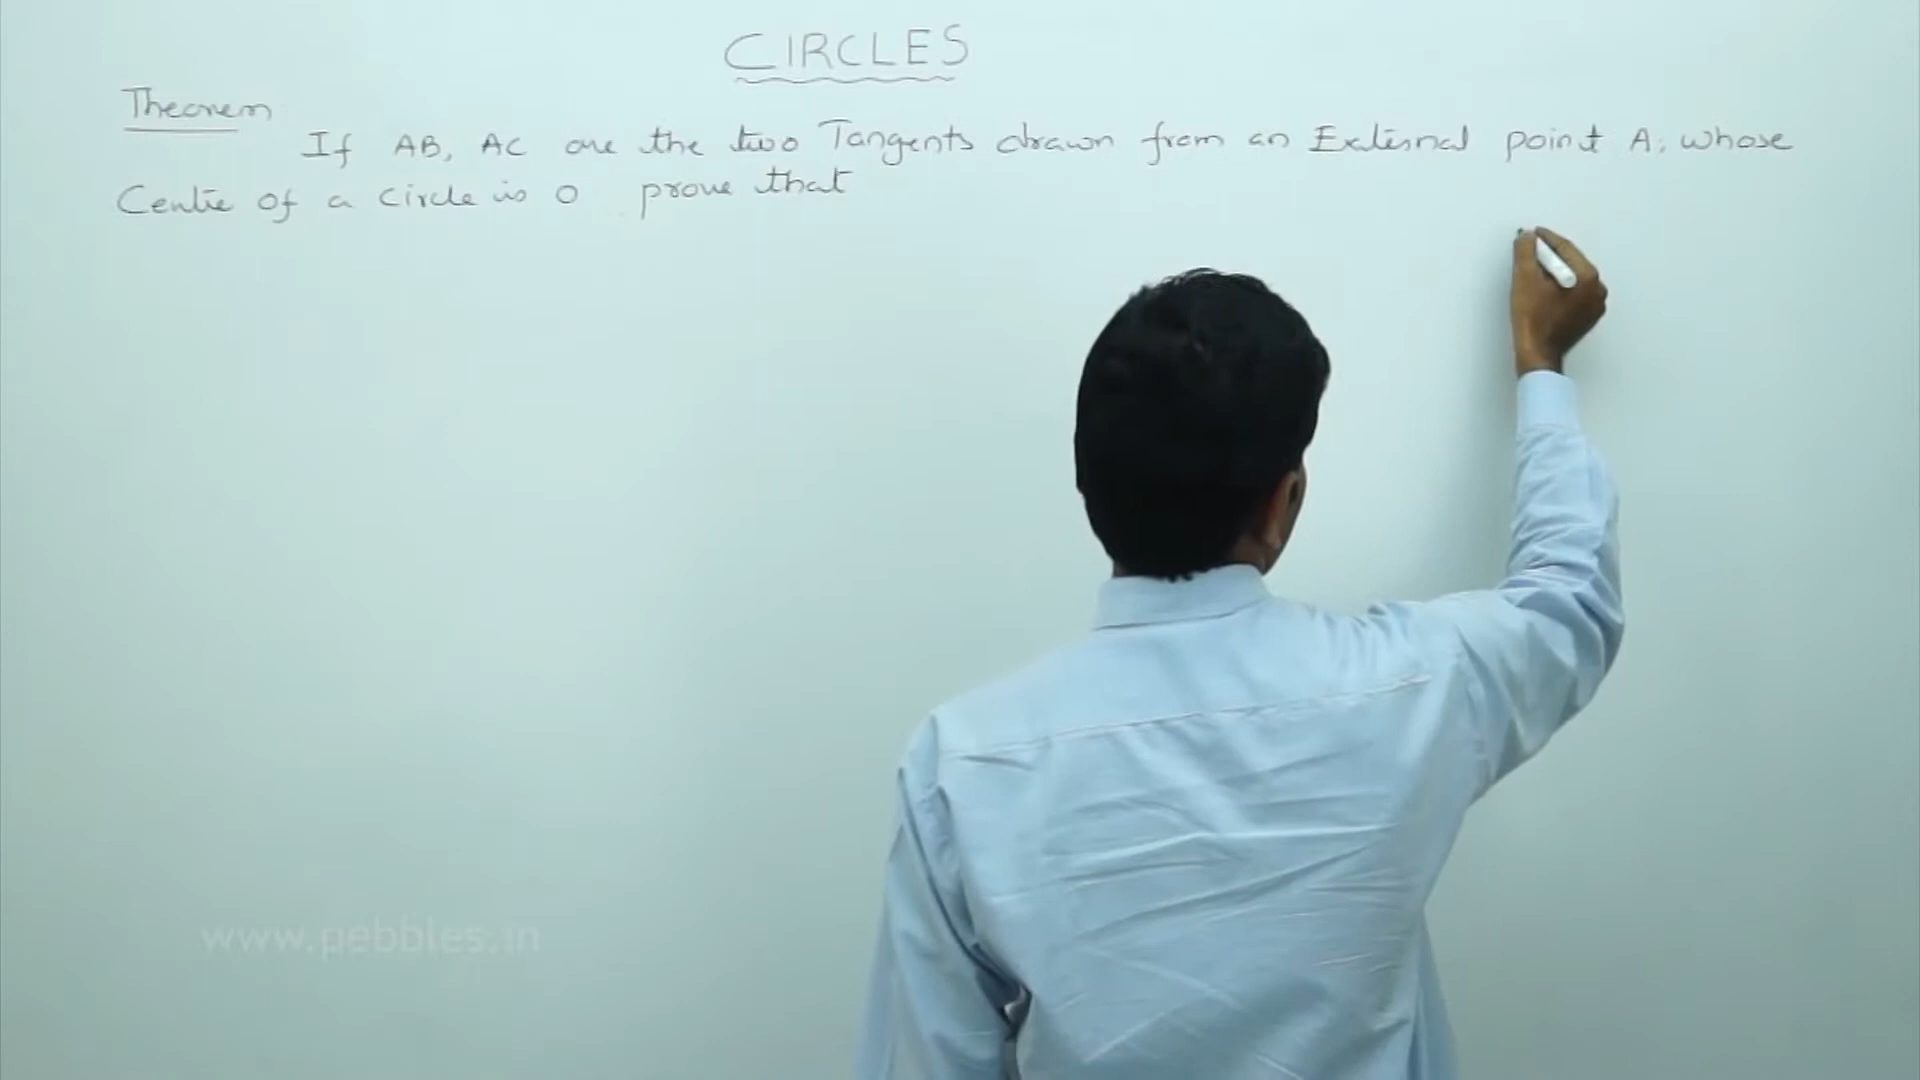 CIRCLES
Theorem
If AB, AC are the two Tangents drawn from an External point A, whose
Centre of a circle is O prove that
www.pebbles.in